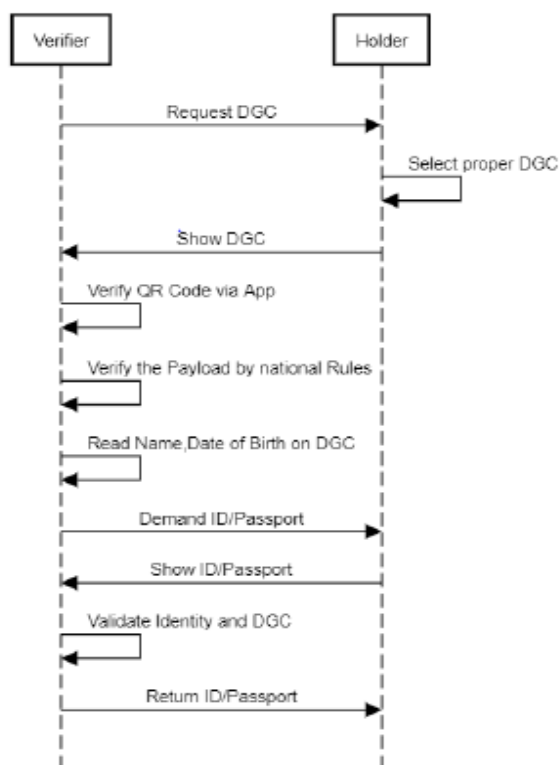 Verifier
Holder
Request DGC
Select proper DGC
Show DGC
Verify QR Code via App
Verify the Payload by national Rules
Read Name,Date of Birth on DGC
Demand ID/Passport
Show ID/Passport
Validate Identity and DGC
Return ID/Passport